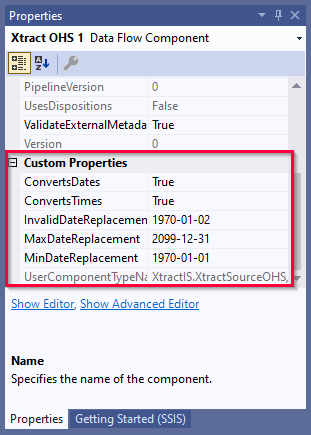 Properties
Xtract OHS 1 Data Flow Component
PipelineVersion 0
UsesDispositions False
ValidateExternalMetada True
Version 0
Custom Properties
ConvertsDates True
ConvertsTimes True
InvalidDateReplacemen 1970-01-02
MaxDateReplacement 2099-12-31
MinDateReplacement 1970-01-01
UserComponentTypeNa XtractIS.XtractSourceOHS,
Show Editor, Show Advanced Editor
Name
Specifies the name of the component.
Properties Getting Started (SSIS)